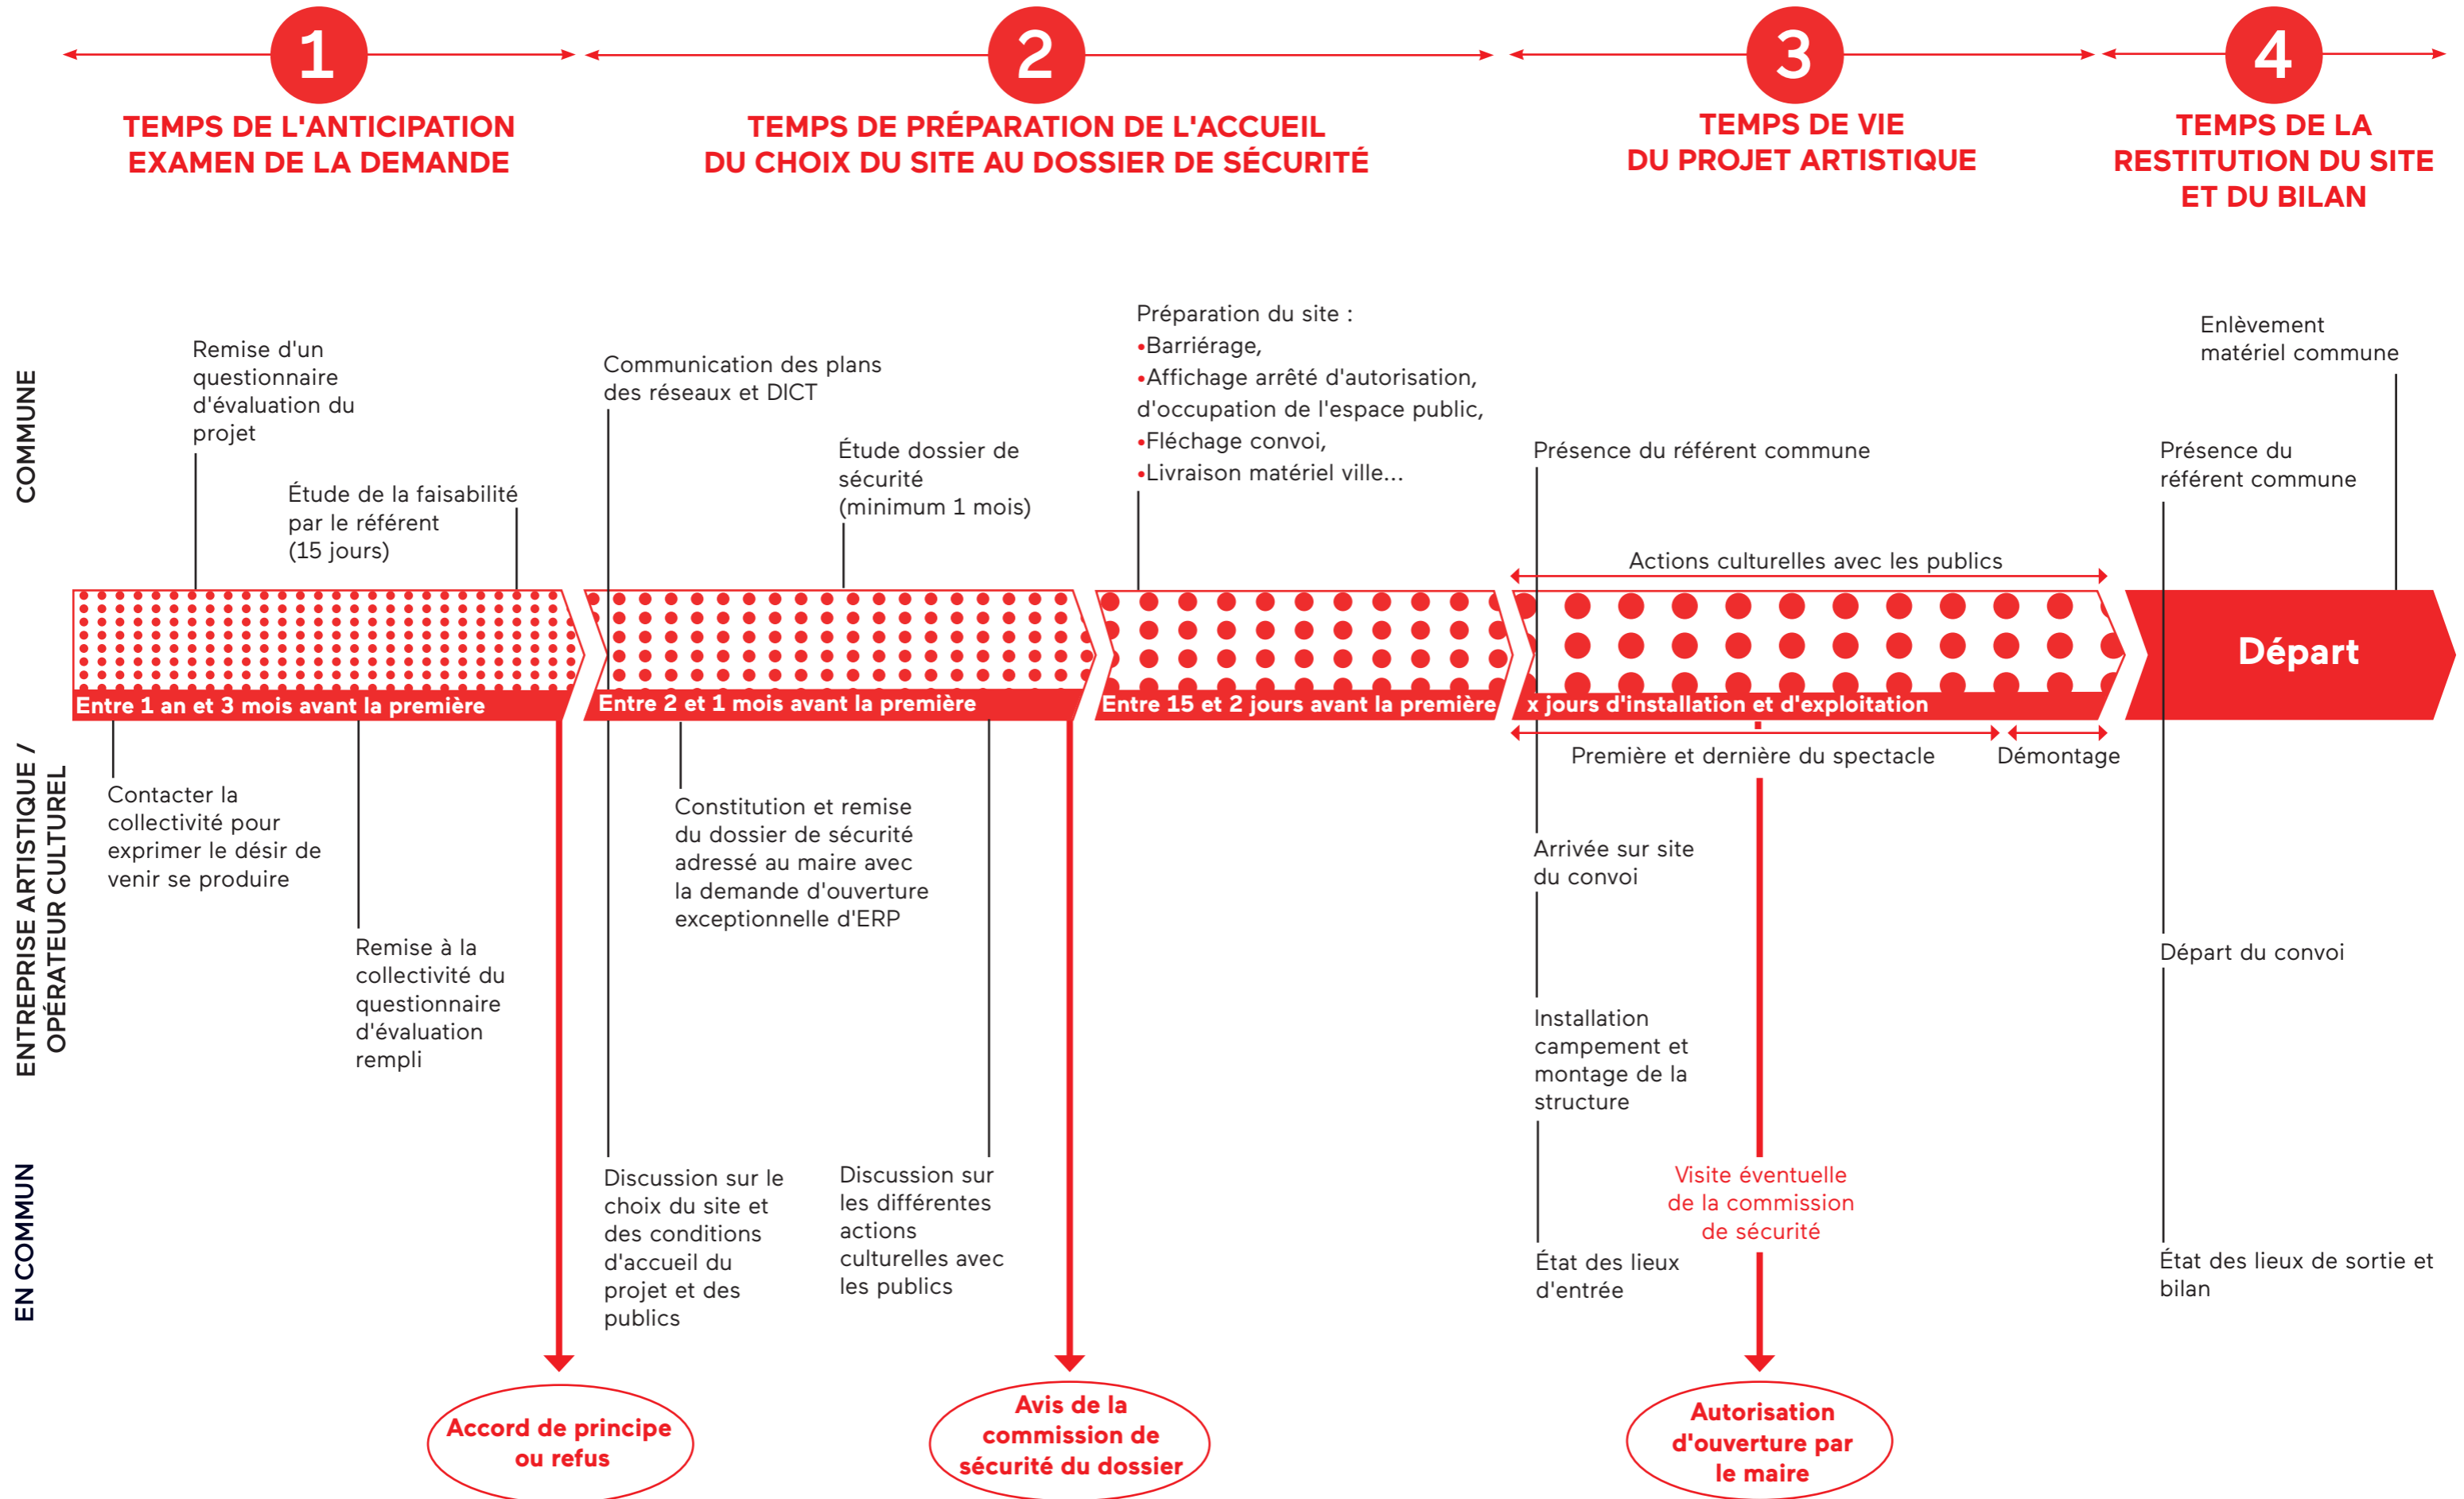 1
TEMPS DE L'ANTICIPATION
EXAMEN DE LA DEMANDE
2
TEMPS DE PRÉPARATION DE L'ACCUEIL
DU CHOIX DU SITE AU DOSSIER DE SÉCURITÉ
3
TEMPS DE VIE
DU PROJET ARTISTIQUE
4
TEMPS DE LA
RESTITUTION DU SITE
ET DU BILAN
COMMUNE
Remise d'un
questionnaire
d'évaluation du
projet
Étude de la faisabilité
par le référent
(15 jours)
Communication des plans
des réseaux et DICT
Étude dossier de
sécurité
(minimum 1 mois)
Préparation du site :
•Barriérage,
•Affichage arrêté d'autorisation,
d'occupation de l'espace public,
•Fléchage convoi,
•Livraison matériel ville...
Présence du référent commune
Actions culturelles avec les publics
Présence du
référent commune
Enlèvement
matériel commune
Entre 1 an et 3 mois avant la première
Entre 2 et 1 mois avant la première
Entre 15 et 2 jours avant la première
x jours d'installation et d'exploitation
Départ
ENTREPRISE ARTISTIQUE /
OPÉRATEUR CULTUREL
Contacter la
collectivité pour
exprimer le désir de
venir se produire
Remise à la
collectivité du
questionnaire
d'évaluation
rempli
Constitution et remise
du dossier de sécurité
adressé au maire avec
la demande d'ouverture
exceptionnelle d'ERP
Première et dernière du spectacle
Démontage
Arrivée sur site
du convoi
Installation
campement et
montage de la
structure
Départ du convoi
EN COMMUN
Discussion sur le
choix du site et
des conditions
d'accueil du
projet et des
publics
Discussion sur
les différentes
actions
culturelles avec
les publics
État des lieux
d'entrée
Visite éventuelle
de la commission
de sécurité
État des lieux de sortie et
bilan
Accord de principe
ou refus
Avis de la
commission de
sécurité du dossier
Autorisation
d'ouverture par
le maire